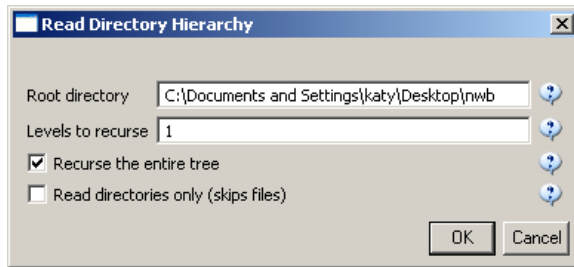 Read Directory Hierarchy
Root directory C:\Documents and Settings\katy\Desktop\nwb
Levels to recurse 1
Recurse the entire tree
Read directories only (skips files)
OK Cancel